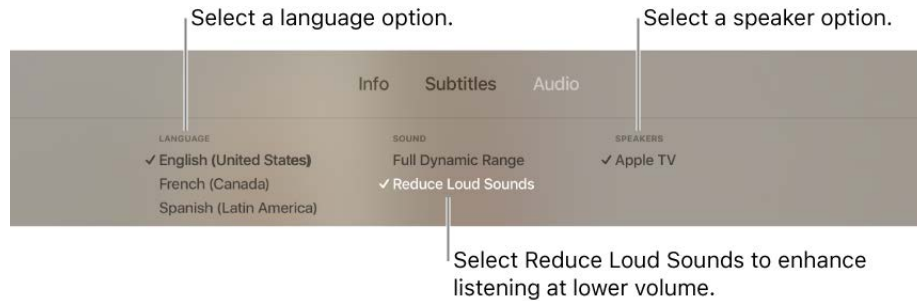 Select a language option.
Select a speaker option.
Info Subtitles Audio
LANGUAGE
SOUND
SPEAKERS
✓ English (United States)
Full Dynamic Range
✓ Apple TV
French (Canada)
✓ Reduce Loud Sounds
Spanish (Latin America)
Select Reduce Loud Sounds to enhance
listening at lower volume.